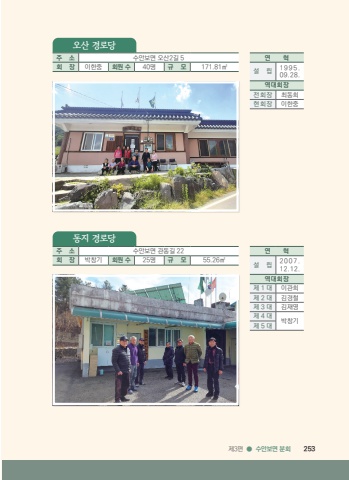 오산 경로당
주 소 수안보면 오산2길 5
회 장 이한중 회원 수 40명 규 모 171.81㎡
연 혁
설 립 1995. 09.28.
역대회장
전회장 최동희
현회장 이한중
동지 경로당
주 소 수안보면 관동길 22
회 장 박창기 회원 수 25명 규 모 55.26㎡
연 혁
설 립 2007. 12.12.
역대회장
제1대 이관희
제2대 김경철
제3대 김재영
제4대 박창기
제5대
제3편 ● 수안보면 문화 253